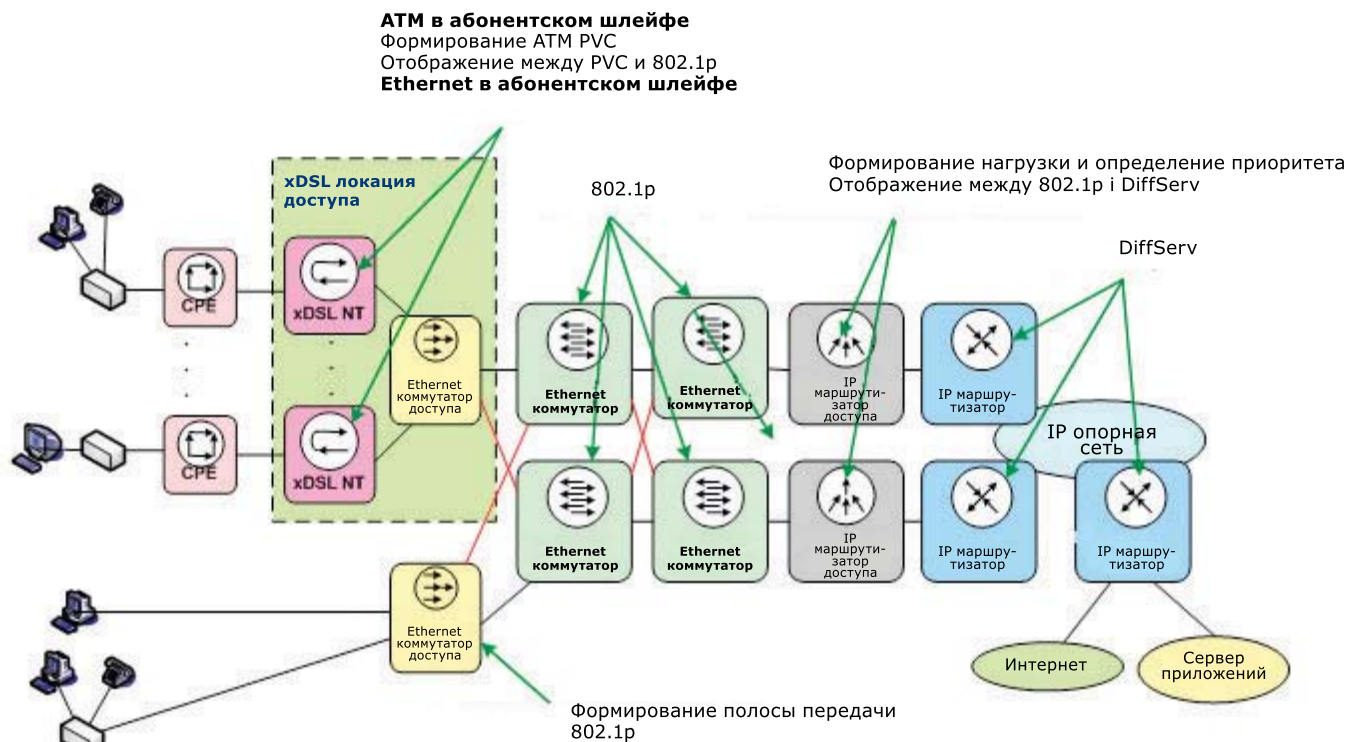 ATM в абонентском шлейфе
Формирование ATM PVC
Отображение между PVC и 802.1p
Ethernet в абонентском шлейфе
Формирование нагрузки и определение приоритета
Отображение между 802.1p і DiffServ
xDSL локация
доступа
802.1p
DiffServ
CPE
xDSL NT
Ethernet
коммутатор
доступа
Ethernet
коммутатор
Ethernet
коммутатор
IP
маршрути-
затор
доступа
IP маршру-
тизатор
IP опорная
сеть
CPE
xDSL NT
Ethernet
коммутатор
Ethernet
коммутатор
IP
маршрути-
затор
доступа
IP маршру-
тизатор
IP маршру-
тизатор
Ethernet
коммутатор
доступа
Интернет
Сервер
приложений
Формирование полосы передачи
802.1p